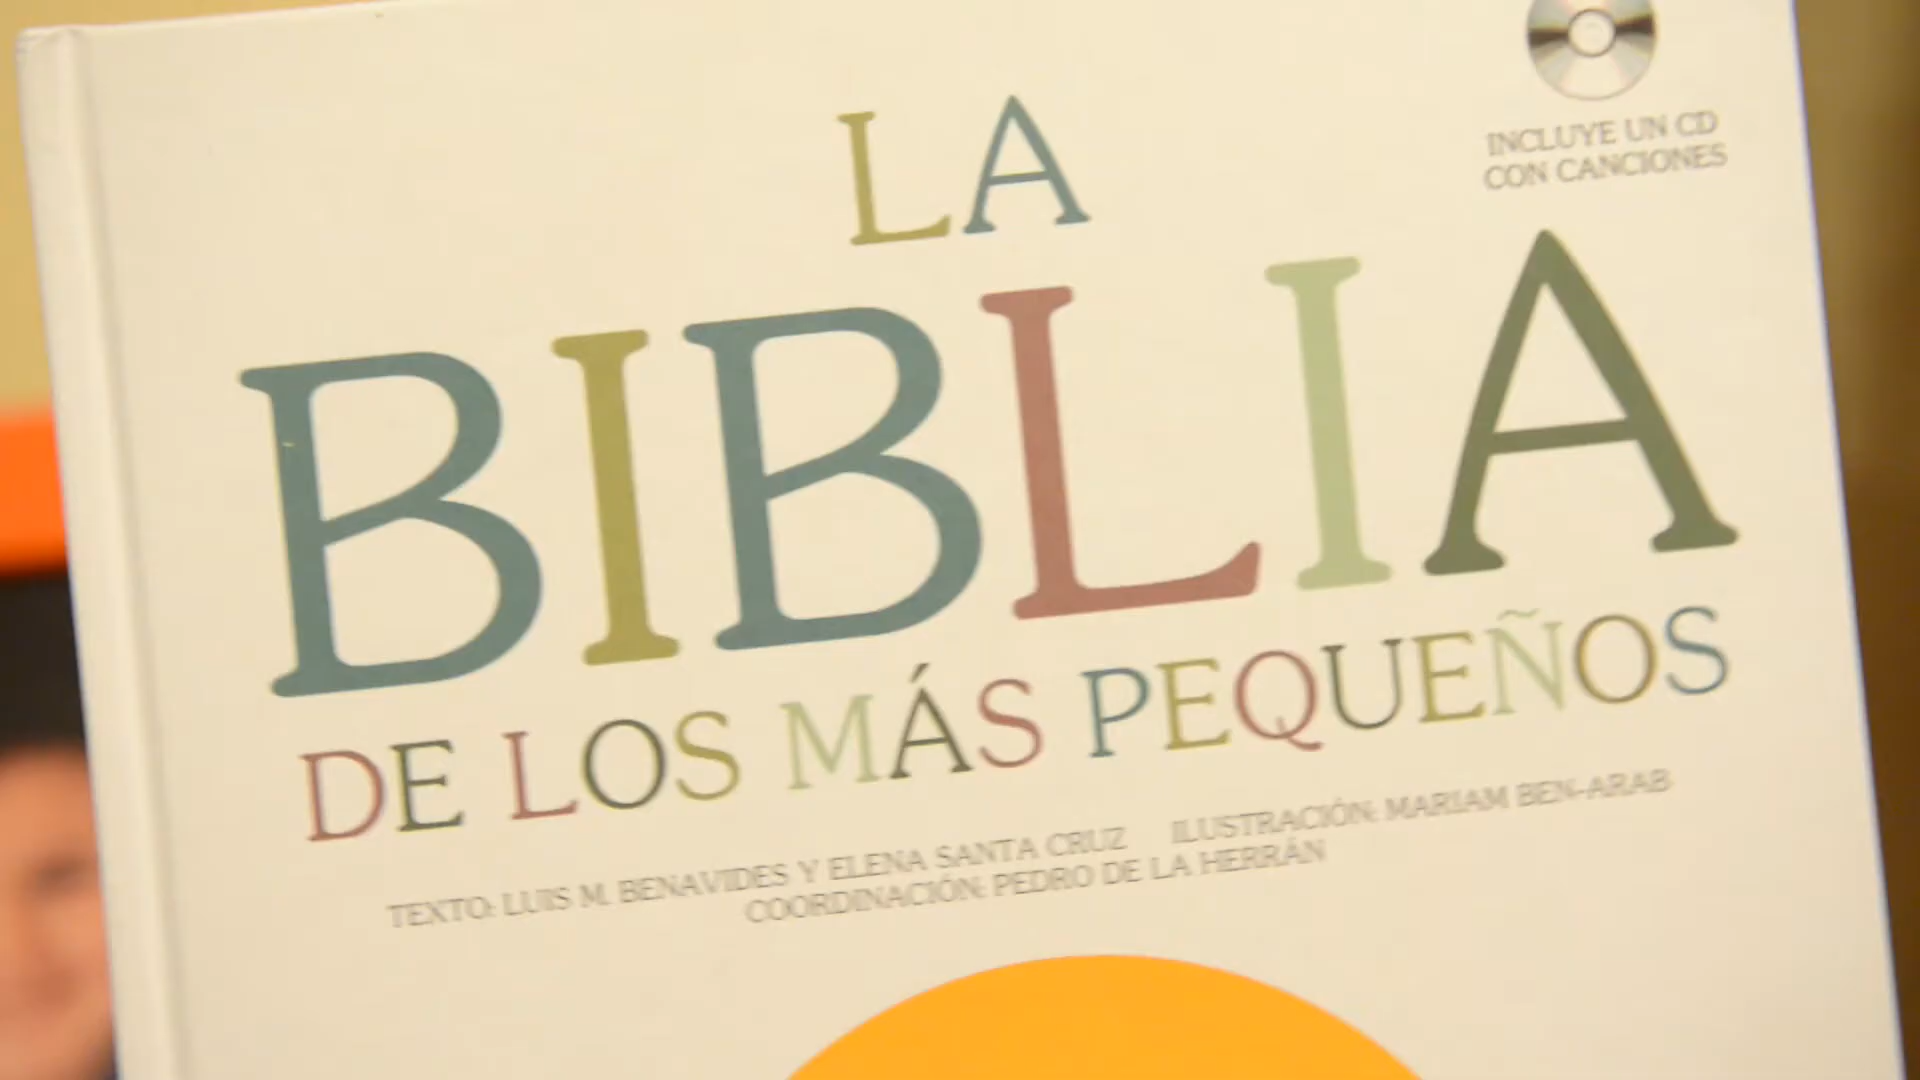 INCLUYE UN CD
CON CANCIONES
LA
BIBLIA
DE LOS MÁS PEQUEÑOS
TEXTO: LUIS M. BENAVIDES Y ELENA SANTA CRUZ ILUSTRACIÓN: MARIAM BEN-ARAB
COORDINACIÓN: PEDRO DE LA HERRÁN